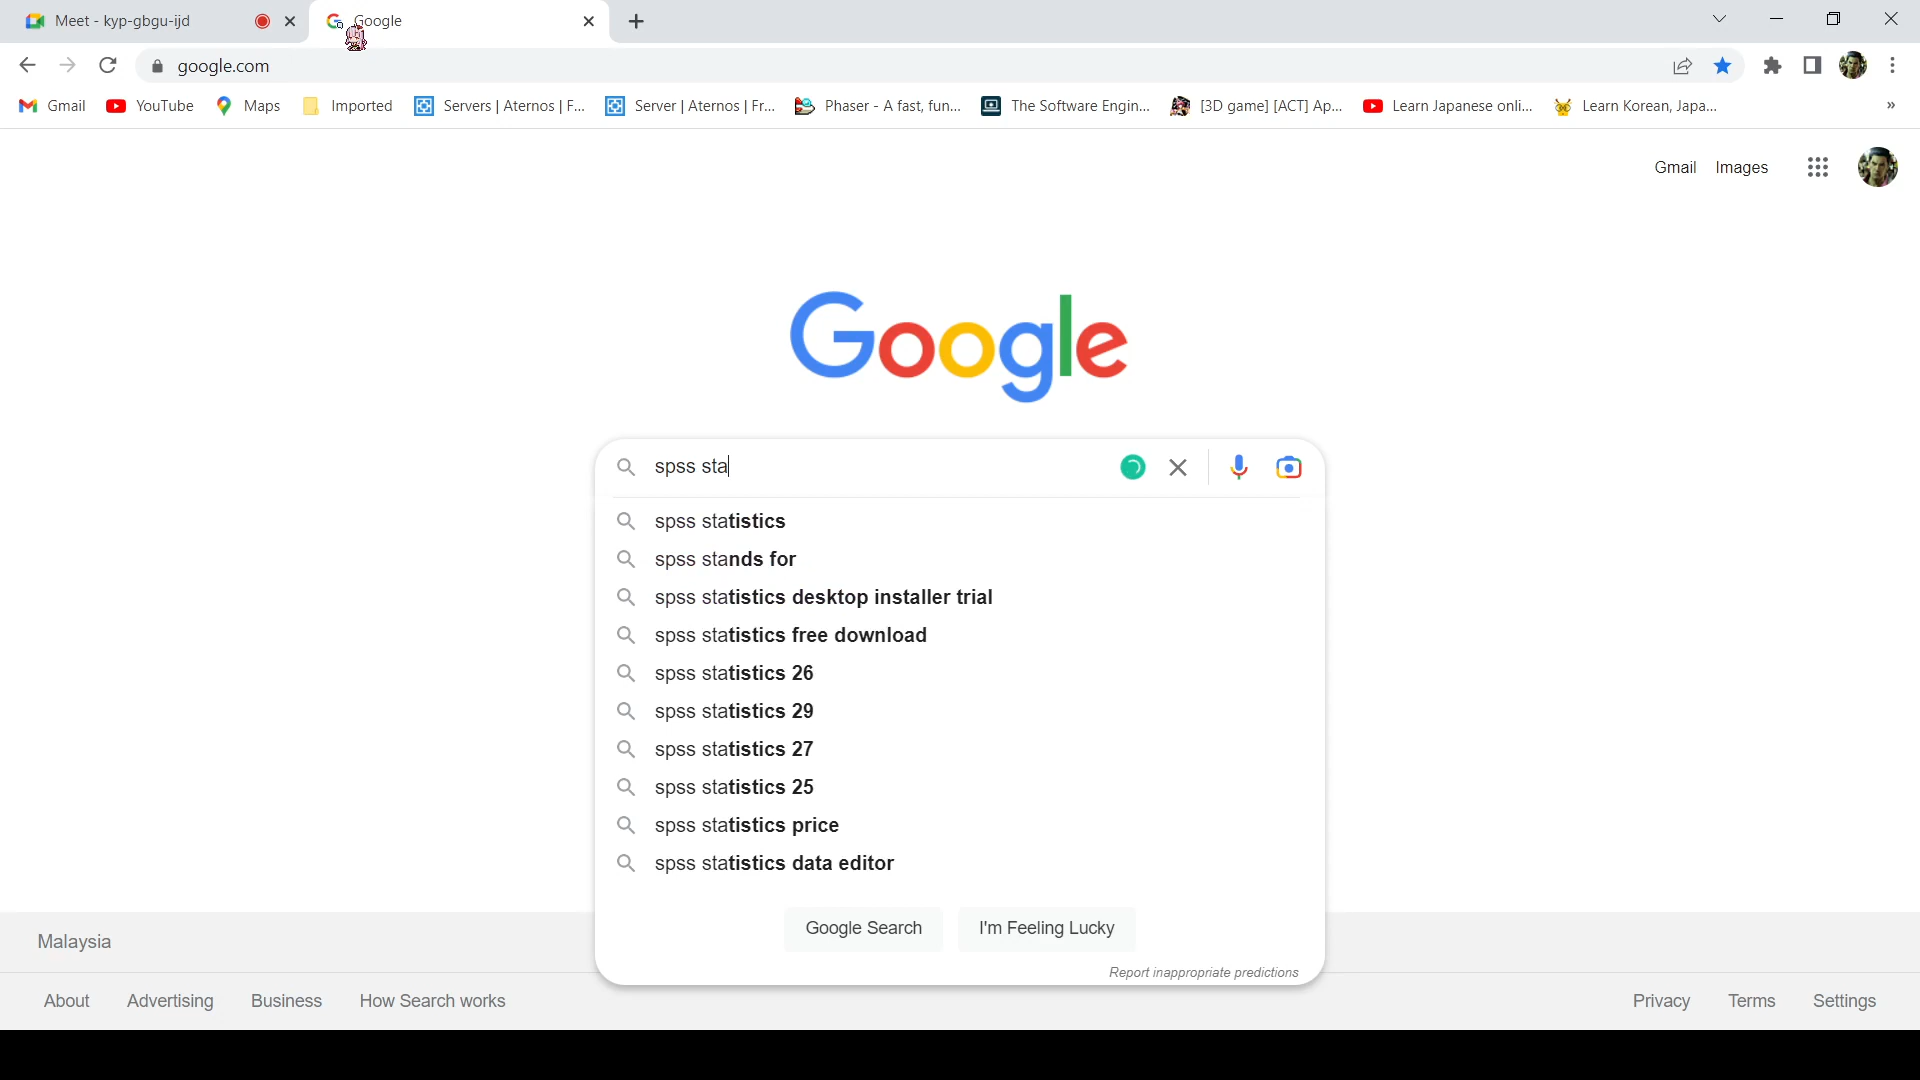 Meet - kyp-gbgu-ijd
Google
google.com
Gmail
YouTube
Maps
Imported
Servers | Aternos | F...
Server | Aternos | Fr...
Phaser - A fast, fun...
The Software Engin...
[3D game] [ACT] Ap...
Learn Japanese onli...
Learn Korean, Japa...
»
Gmail Images
Google
spss sta
spss statistics
spss stands for
spss statistics desktop installer trial
spss statistics free download
spss statistics 26
spss statistics 29
spss statistics 27
spss statistics 25
spss statistics price
spss statistics data editor
Google Search
I'm Feeling Lucky
Report inappropriate predictions
Malaysia
About Advertising Business How Search works
Privacy Terms Settings